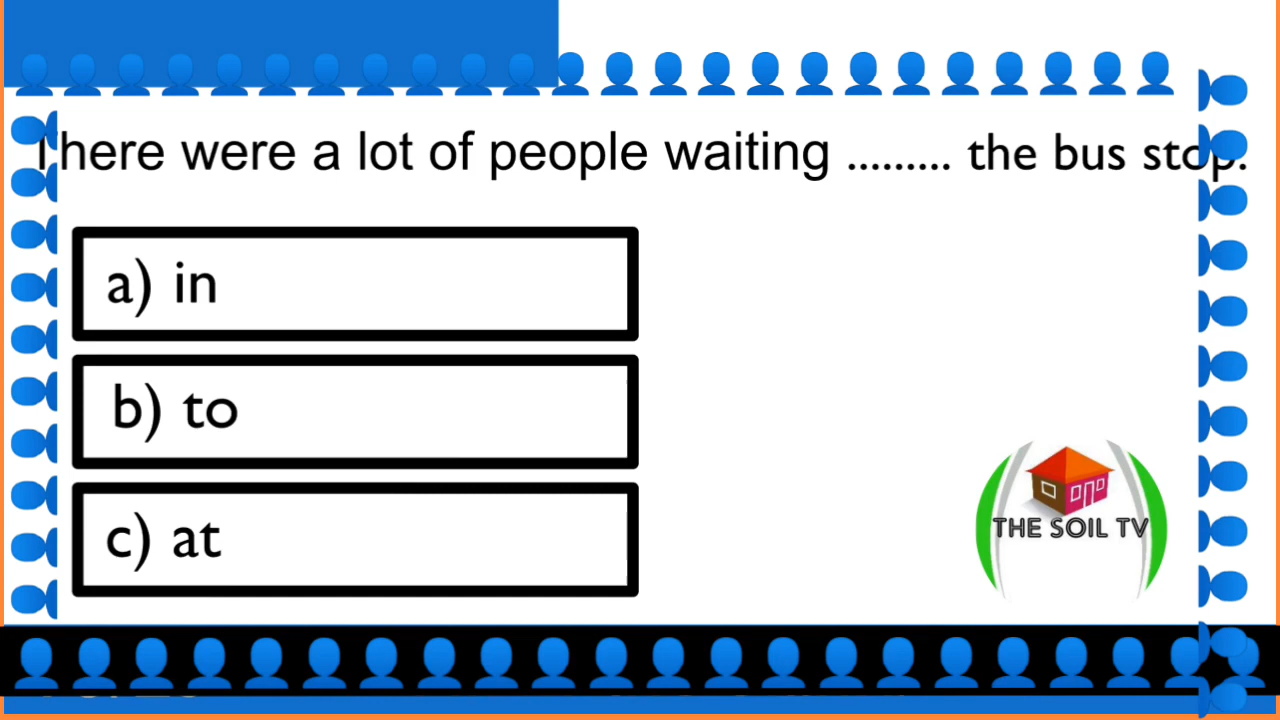 There were a lot of people waiting ......... the bus stop.
a) in
b) to
c) at
THE SOIL TV